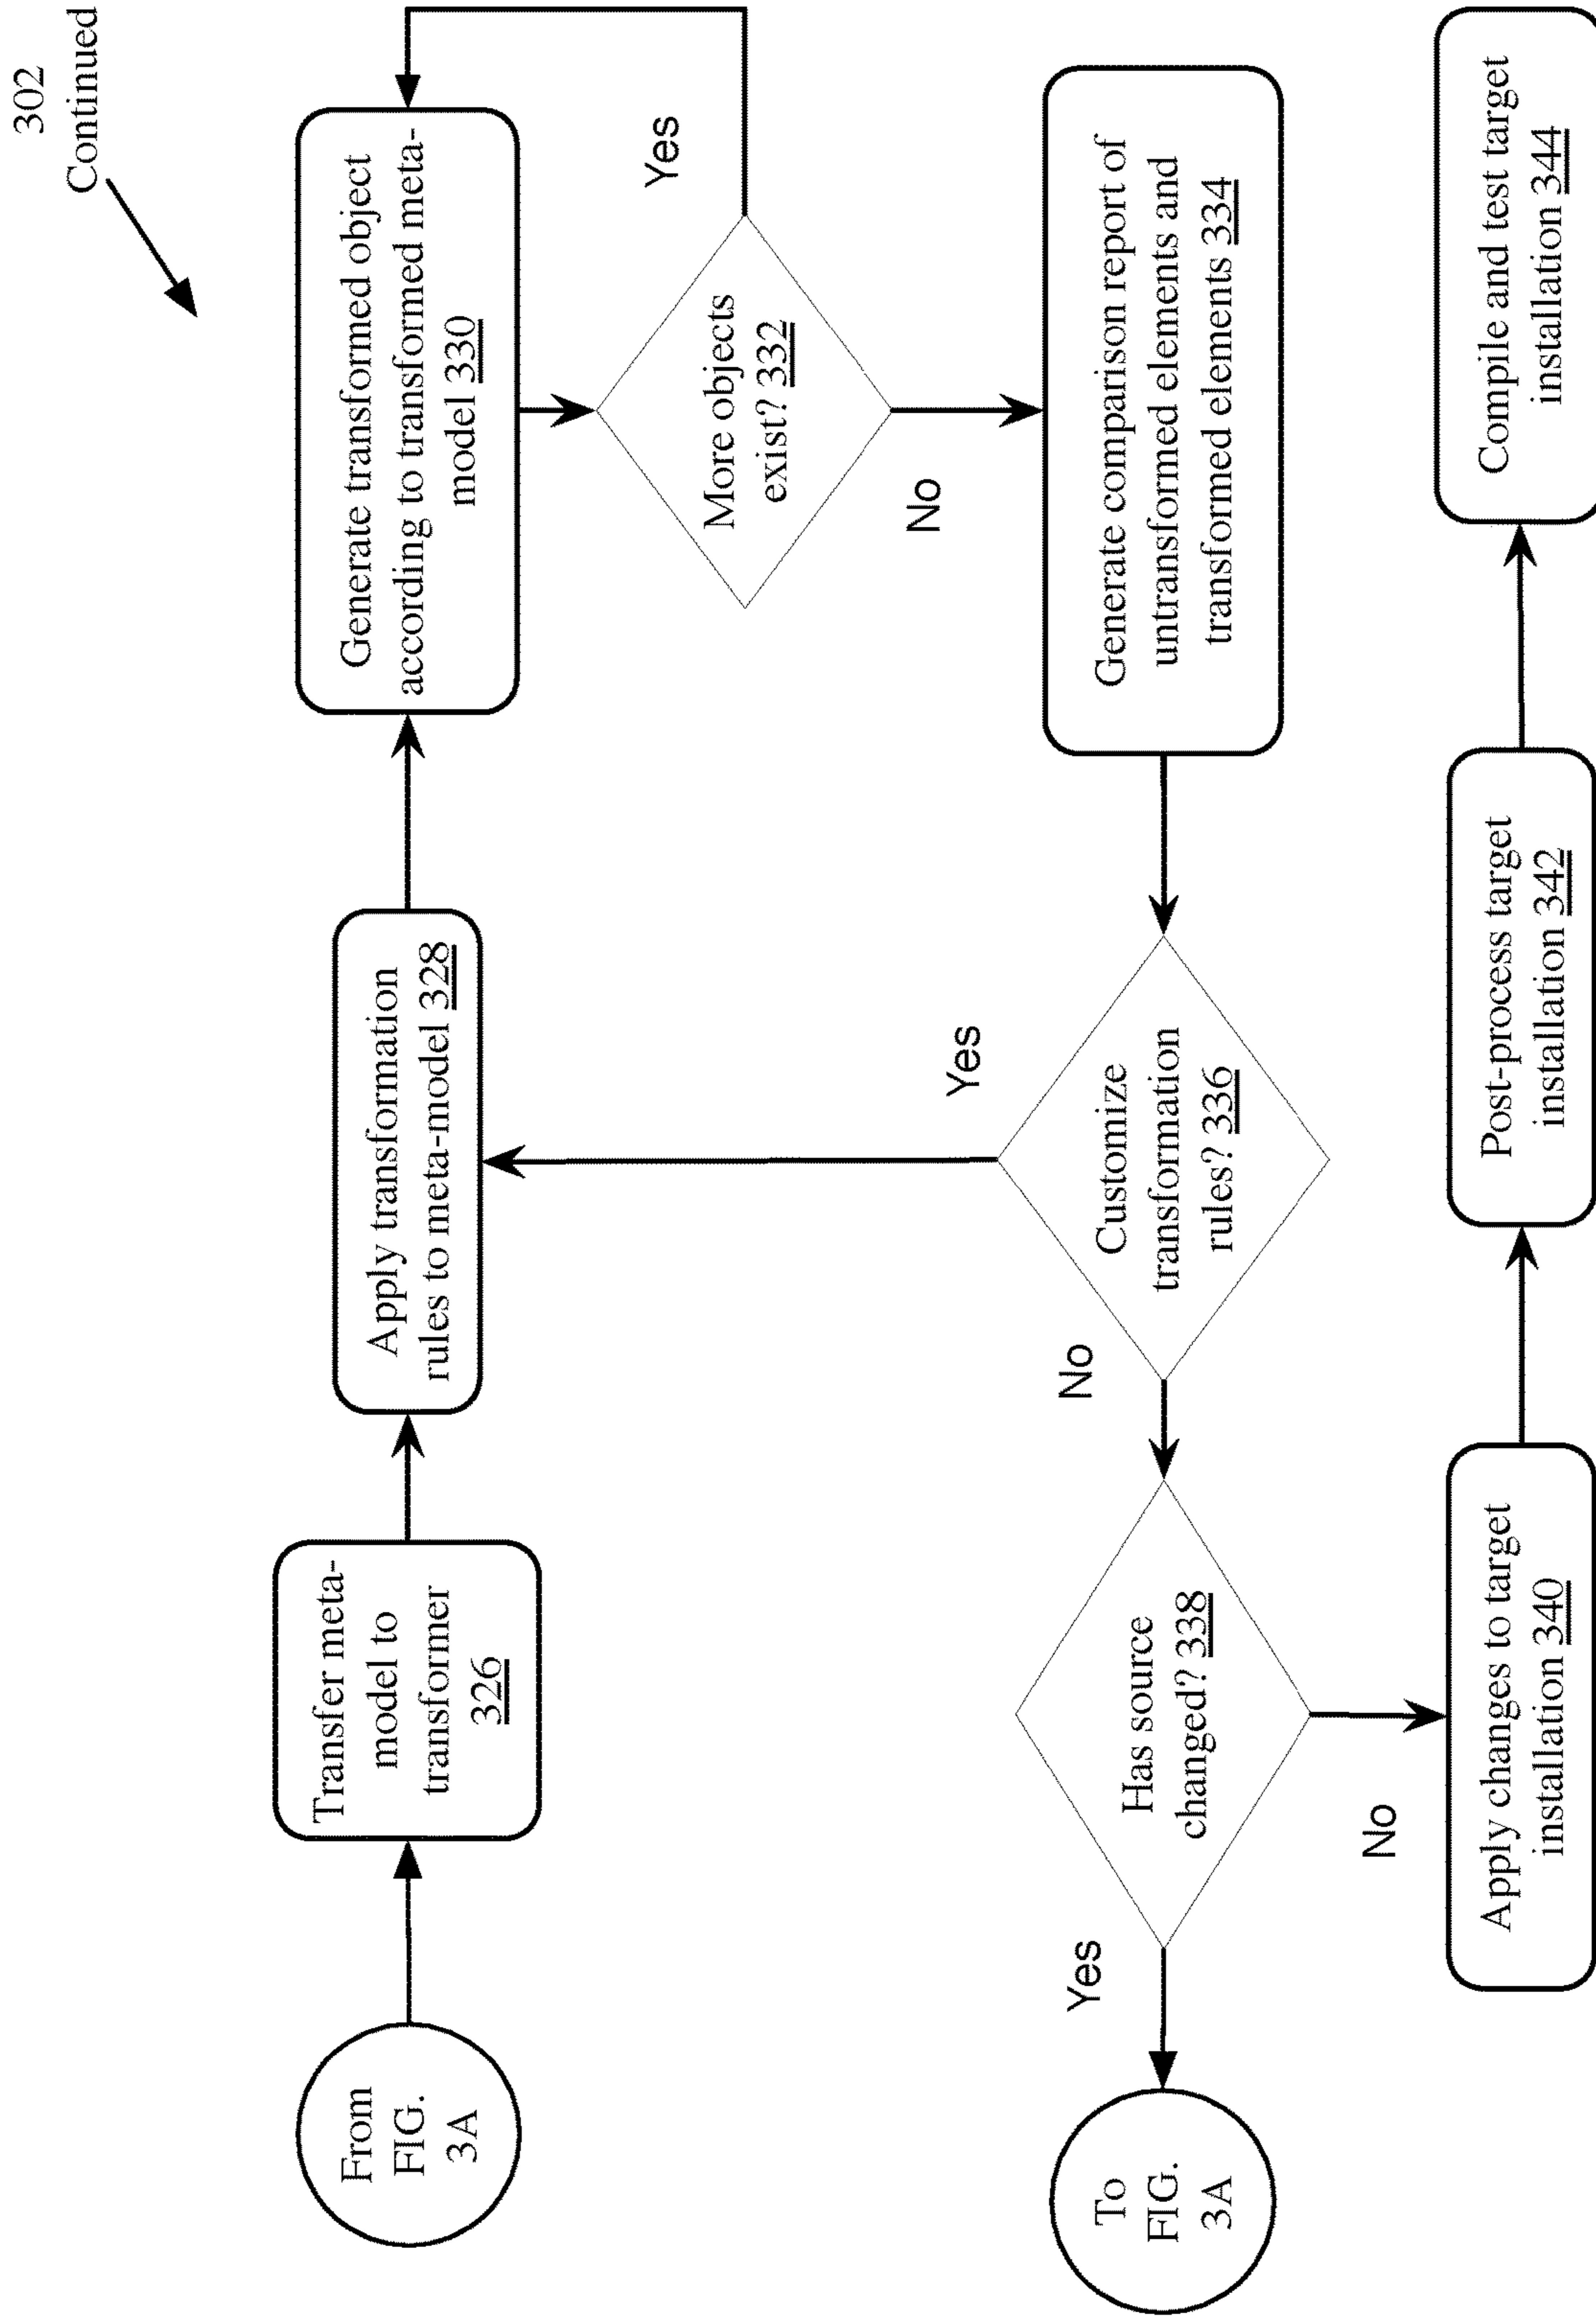 302
Continued
From
FIG.
3A
Transfer meta-
model to
transformer
326
Apply transformation
rules to meta-model 328
Generate transformed object
according to transformed meta-
model 330
More objects
exist? 332
Yes
No
Generate comparison report of
untransformed elements and
transformed elements 334
Customize
transformation
rules? 336
Yes
No
Has source
changed? 338
Yes
No
To
FIG.
3A
Apply changes to target
installation 340
Post-process target
installation 342
Compile and test target
installation 344